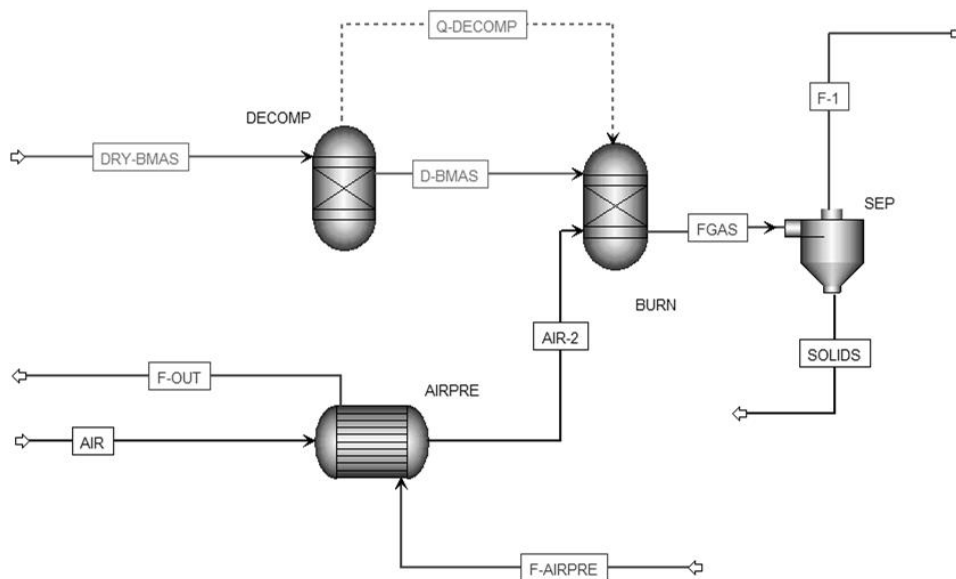 Q-DECOMP
F-1
DECOMP
DRY-BMAS
D-BMAS
SEP
FGAS
BURN
AIR-2
SOLIDS
F-OUT
AIRPRE
AIR
F-AIRPRE